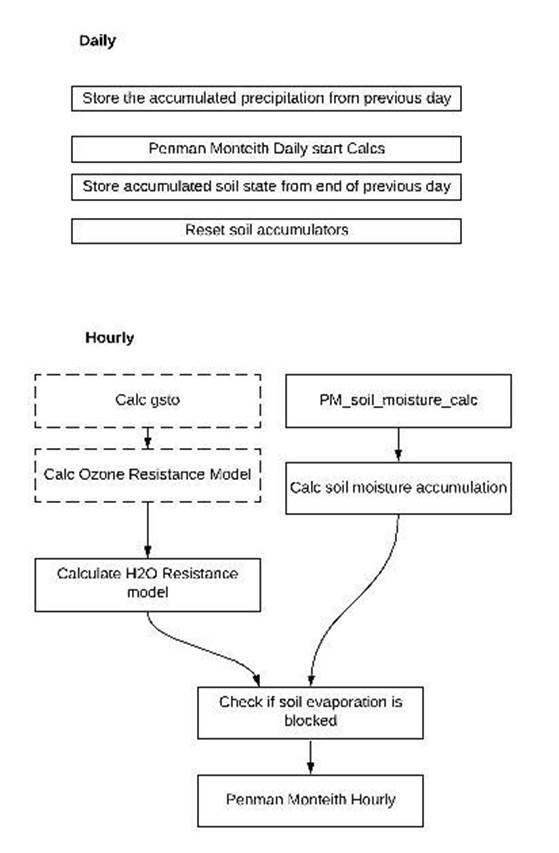 Daily
Store the accumulated precipitation from previous day
Penman Monteith Daily start Calcs
Store accumulated soil state from end of previous day
Reset soil accumulators
Hourly
Calc gsto
PM_soil_moisture_calc
Calc Ozone Resistance Model
Calc soil moisture accumulation
Calculate H2O Resistance
model
Check if soil evaporation is
blocked
Penman Monteith Hourly